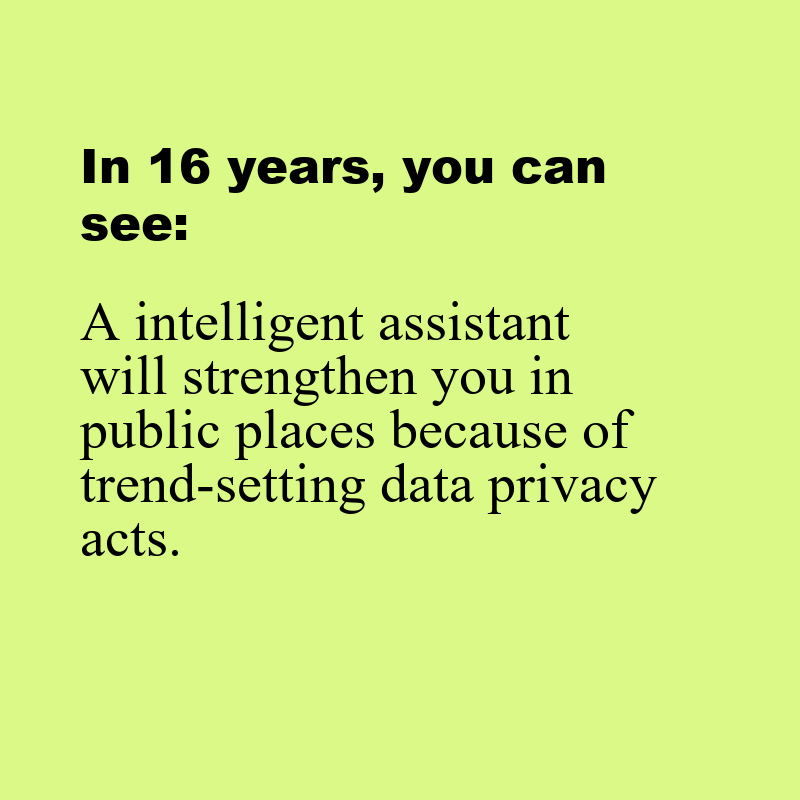 In 16 years, you can
see:
A intelligent assistant
will strengthen you in
public places because of
trend-setting data privacy
acts.